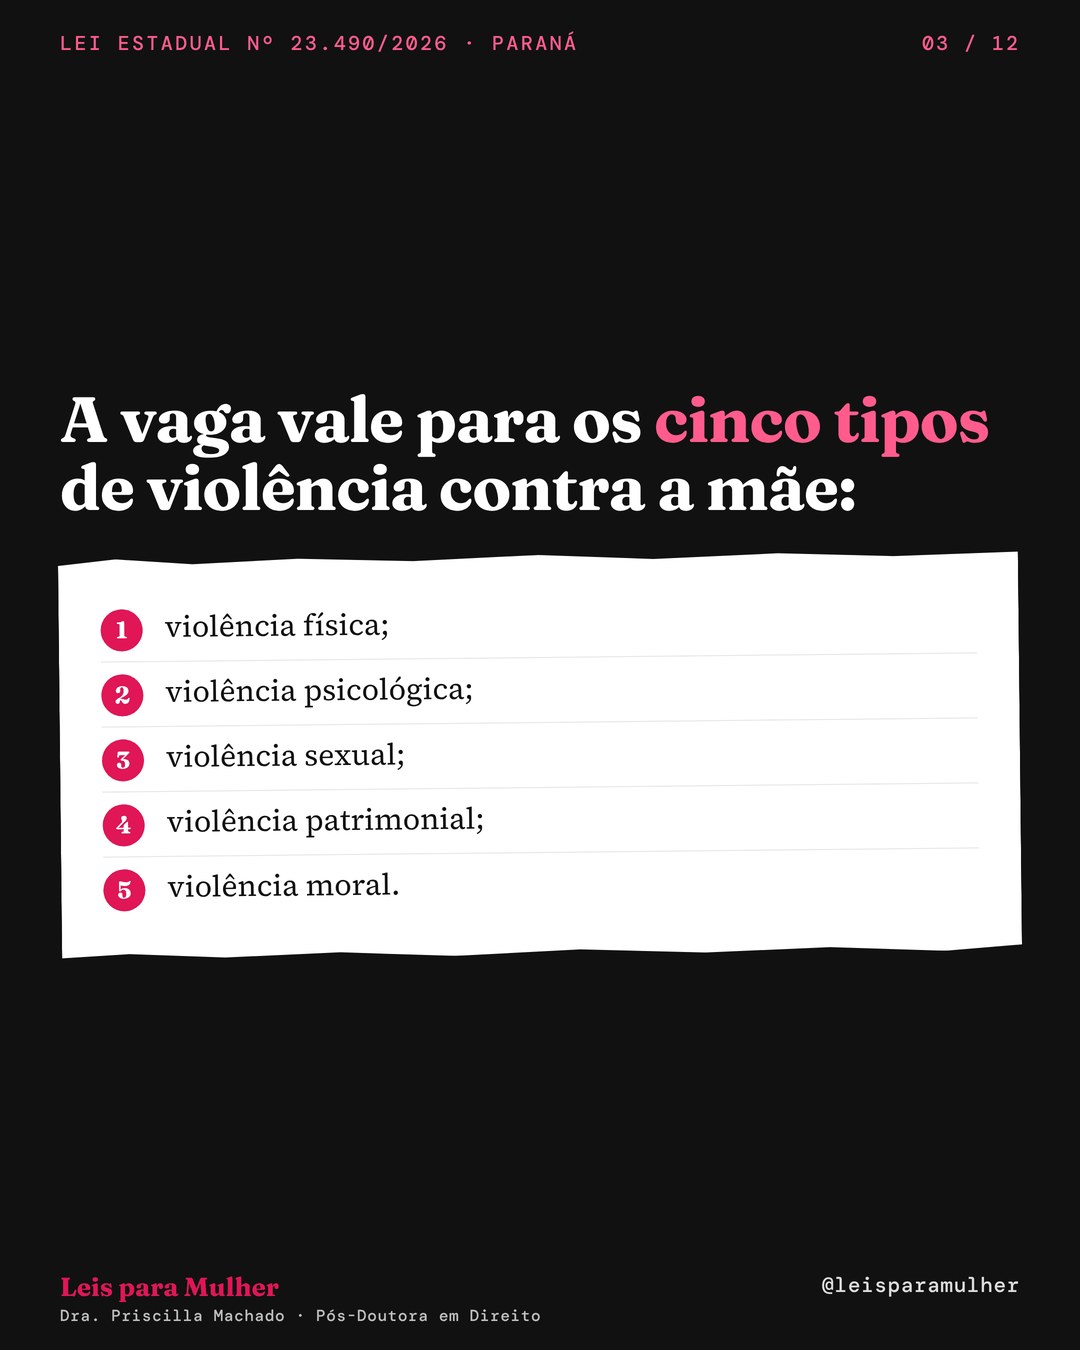 LEI ESTADUAL Nº 23.490/2026 · PARANÁ
03 / 12
A vaga vale para os cinco tipos
de violência contra a mãe:
1 violência física;
2 violência psicológica;
3 violência sexual;
4 violência patrimonial;
5 violência moral.
Leis para Mulher
@leisparamulher
Dra. Priscilla Machado · Pós-Doutora em Direito